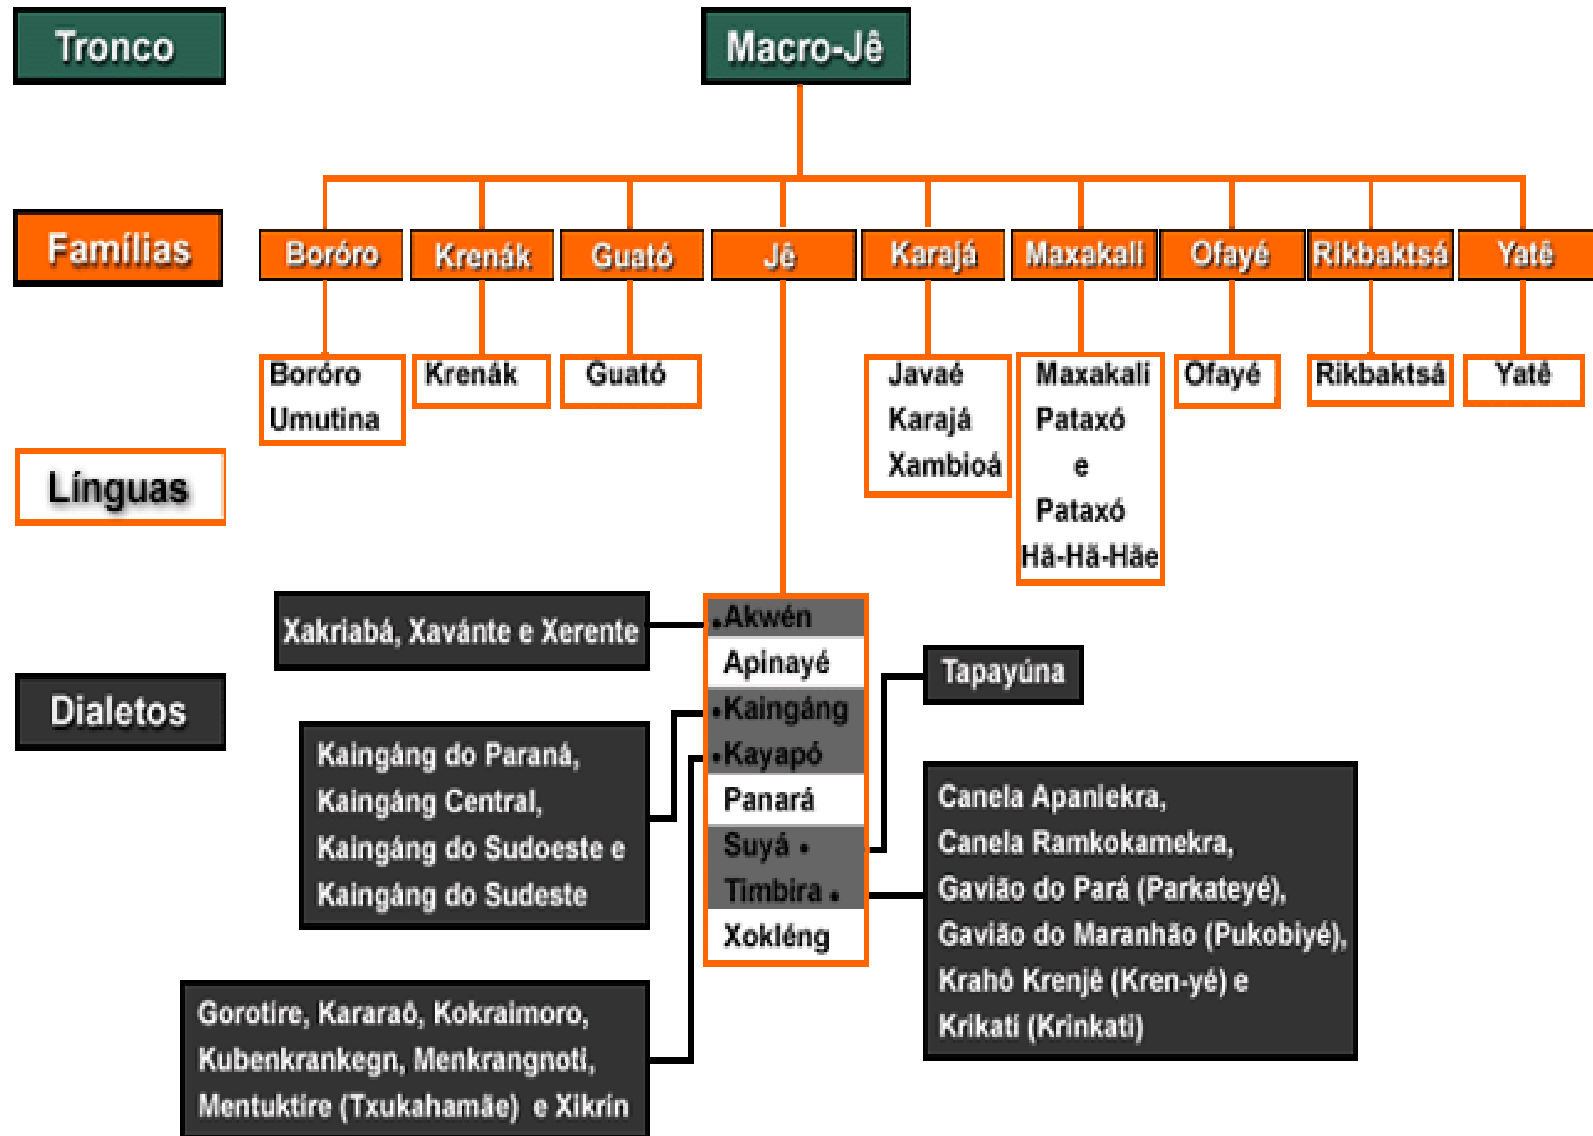 Tronco
Macro-Jê
Famílias
Boróro
Krenák
Guató
Jê
Karajá
Maxakali
Ofayé
Rikbaktsá
Yatê
Boróro
Umutina
Krenák
Guató
Javaé
Karajá
Xambioá
Maxakali
Pataxó
e
Pataxó
Hã-Hã-Hãe
Ofayé
Rikbaktsá
Yatê
Línguas
Xakriabá, Xavánte e Xerente
•Akwén
Apinayé
•Kaingáng
•Kayapó
Panará
Suyá •
Timbira •
Xokléng
Tapayúna
Dialetos
Kaingáng do Paraná,
Kaingáng Central,
Kaingáng do Sudoeste e
Kaingáng do Sudeste
Canela Apaniekra,
Canela Ramkokamekra,
Gavião do Pará (Parkateyé),
Gavião do Maranhão (Pukobiyé),
Krahô Krenjê (Kren-yé) e
Krikatí (Krinkati)
Gorotíre, Kararaô, Kokraimoro,
Kubenkrankegn, Menkrangnoti,
Mentuktíre (Txukahamãe) e Xikrin